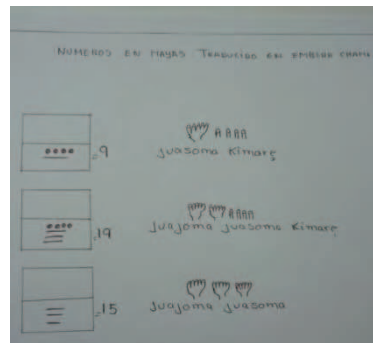 NUMEROS EN MAYAS TRADUCIDO EN EMBERA CHAMI
9
juasoma Kimare
19
juajoma juasoma Kimare
15
juajoma juasoma